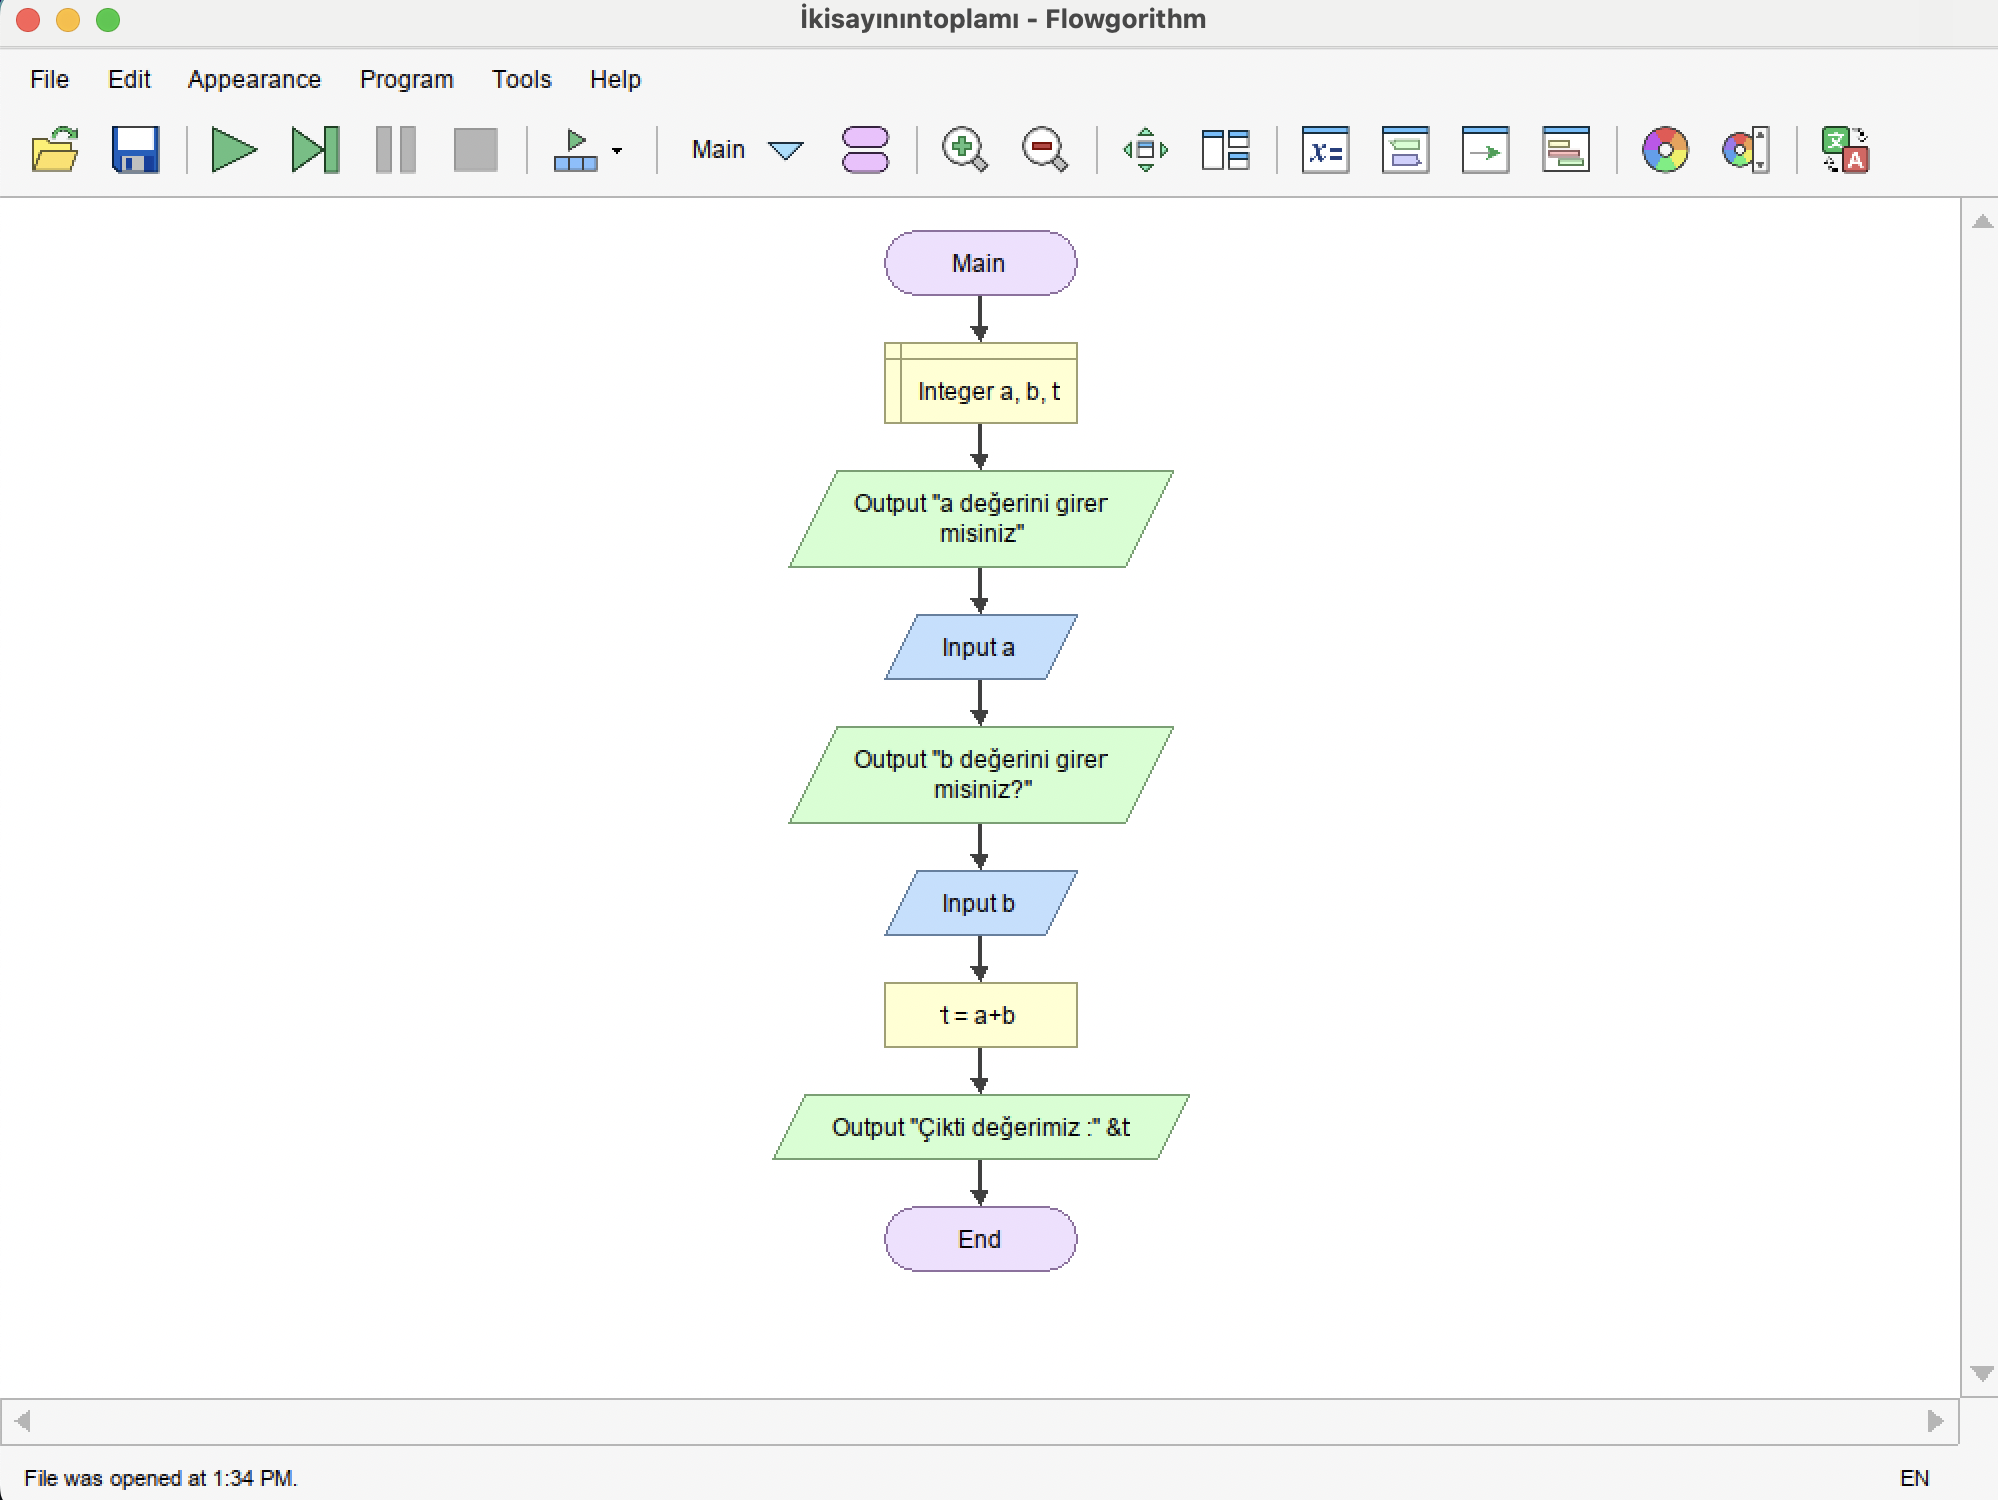 İkisayınıntoplamı - Flowgorithm
File Edit Appearance Program Tools Help
Main
x=
文
A
Main
Integer a, b, t
Output "a değerini girer
misiniz"
Input a
Output "b değerini girer
misiniz?"
Input b
t = a+b
Output "Çikti değerimiz :" &t
End
File was opened at 1:34 PM.
EN